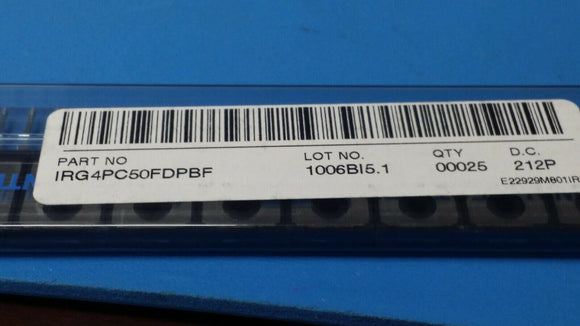 PART NO LOT NO. QTY D.C.
IRG4PC50FDPBF 1006BI5.1 00025 212P
E22929M801IR